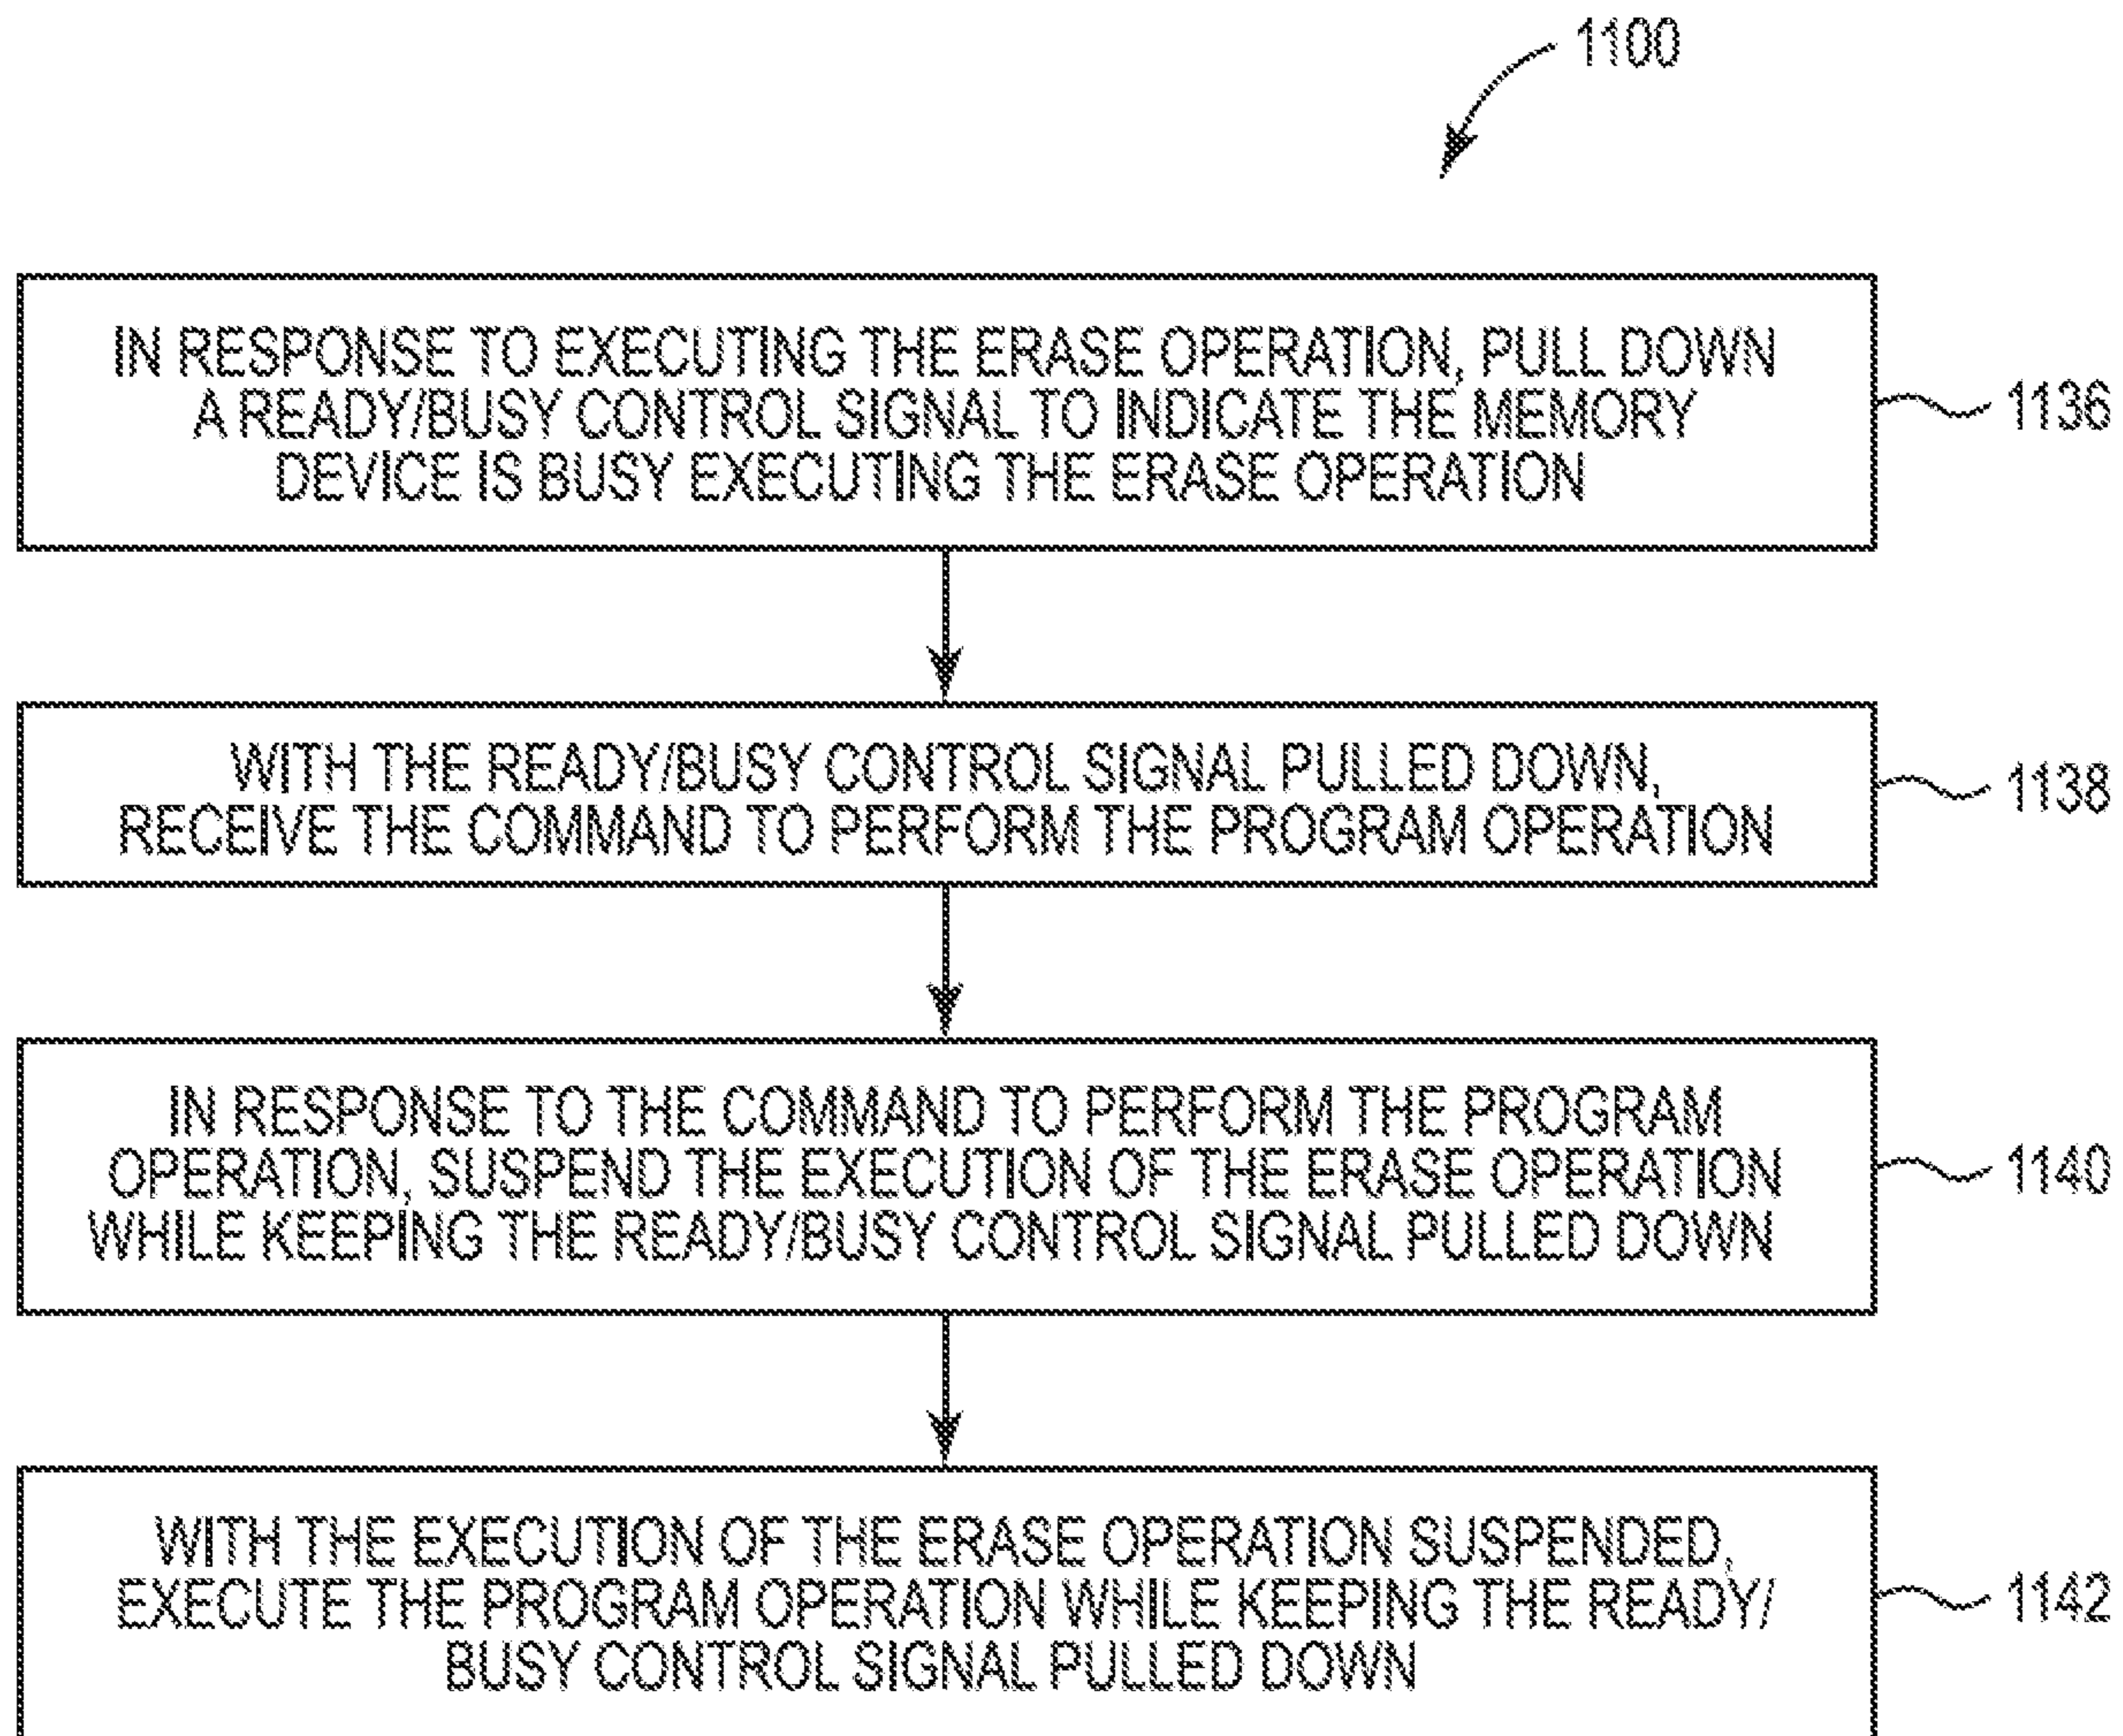 1100
IN RESPONSE TO EXECUTING THE ERASE OPERATION, PULL DOWN
A READY/BUSY CONTROL SIGNAL TO INDICATE THE MEMORY
DEVICE IS BUSY EXECUTING THE ERASE OPERATION
1136
WITH THE READY/BUSY CONTROL SIGNAL PULLED DOWN,
RECEIVE THE COMMAND TO PERFORM THE PROGRAM OPERATION
1138
IN RESPONSE TO THE COMMAND TO PERFORM THE PROGRAM
OPERATION, SUSPEND THE EXECUTION OF THE ERASE OPERATION
WHILE KEEPING THE READY/BUSY CONTROL SIGNAL PULLED DOWN
1140
WITH THE EXECUTION OF THE ERASE OPERATION SUSPENDED,
EXECUTE THE PROGRAM OPERATION WHILE KEEPING THE READY/
BUSY CONTROL SIGNAL PULLED DOWN
1142